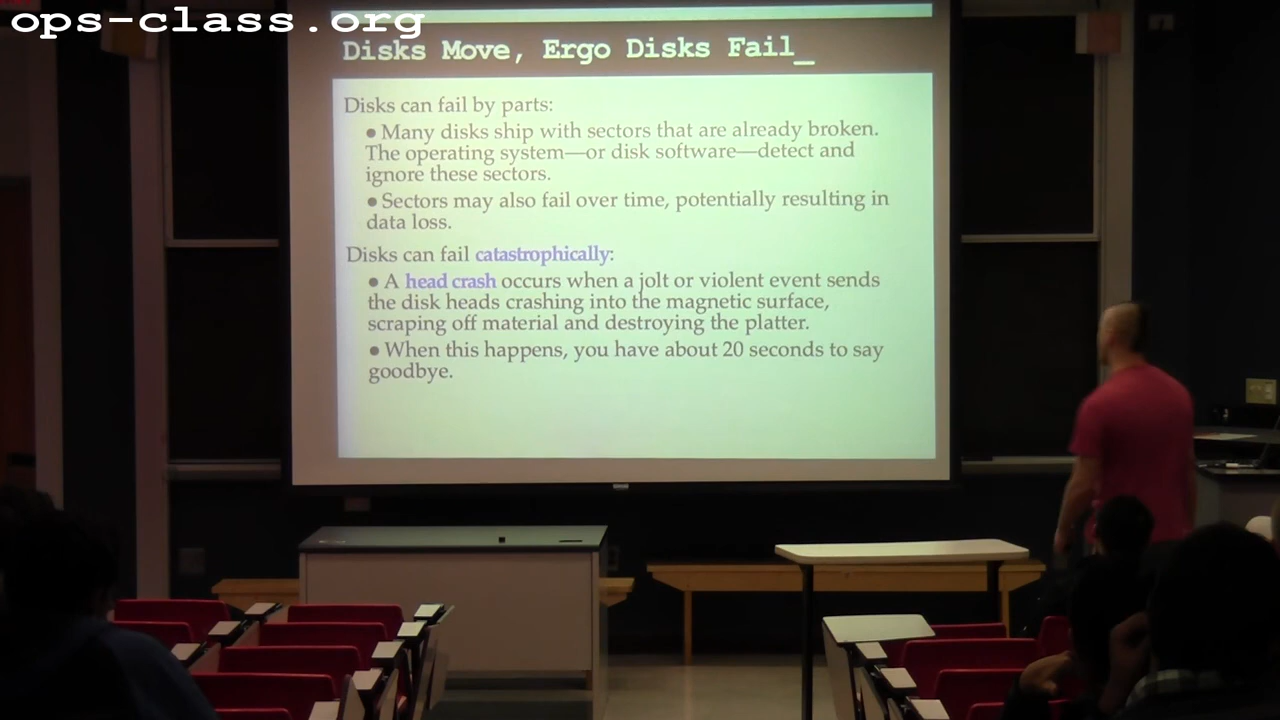 ops-class.org
Disks Move, Ergo Disks Fail_
Disks can fail by parts:
● Many disks ship with sectors that are already broken.
The operating system—or disk software—detect and
ignore these sectors.
● Sectors may also fail over time, potentially resulting in
data loss.
Disks can fail catastrophically:
● A head crash occurs when a jolt or violent event sends
the disk heads crashing into the magnetic surface,
scraping off material and destroying the platter.
● When this happens, you have about 20 seconds to say
goodbye.